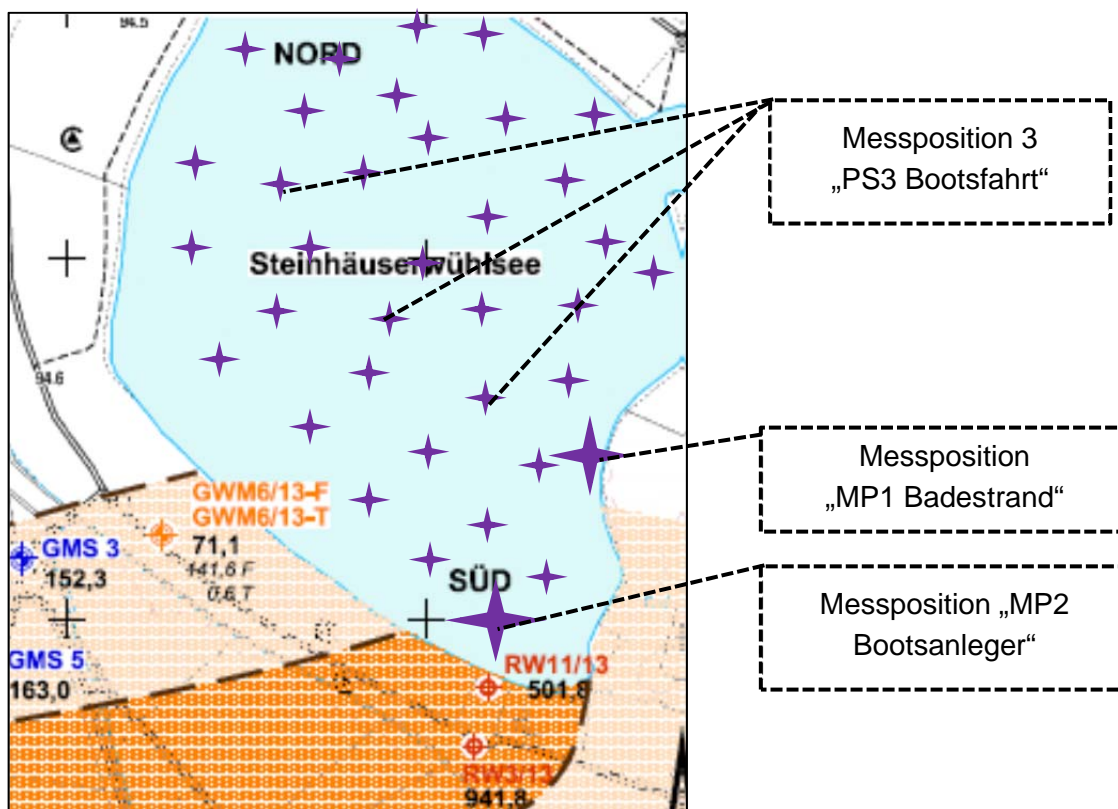 94.5
NORD
Steinhäuserwühlsee
94.6
GWM6/13-F
GWM6/13-T
71,1
141,6 F
0,6 T
GMS 3
152,3
SÜD
GMS 5
163,0
RW11/13
501,8
RW3/13
941,8
Messposition 3
„PS3 Bootsfahrt“
Messposition
„MP1 Badestrand“
Messposition „MP2
Bootsanleger“